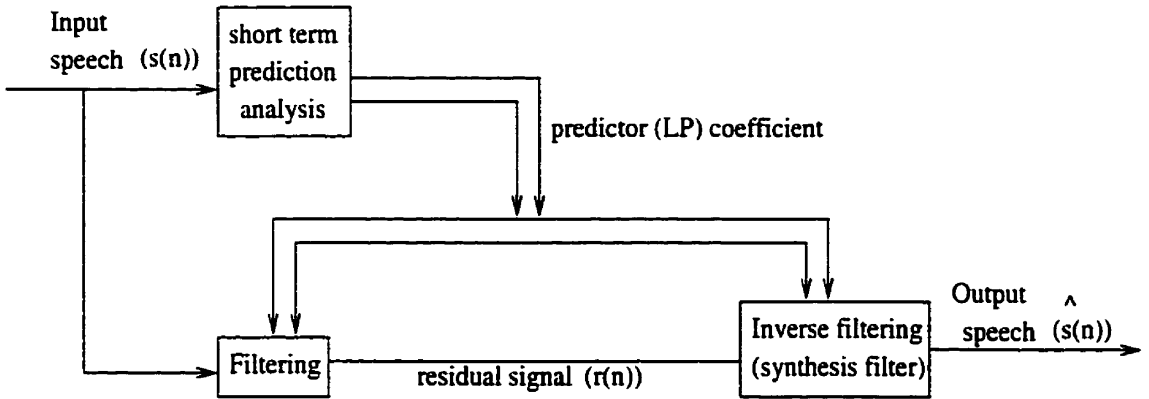 Input
speech (s(n))
short term
prediction
analysis
predictor (LP) coefficient
Filtering
residual signal (r(n))
Inverse filtering
(synthesis filter)
Output
^
speech (s(n))